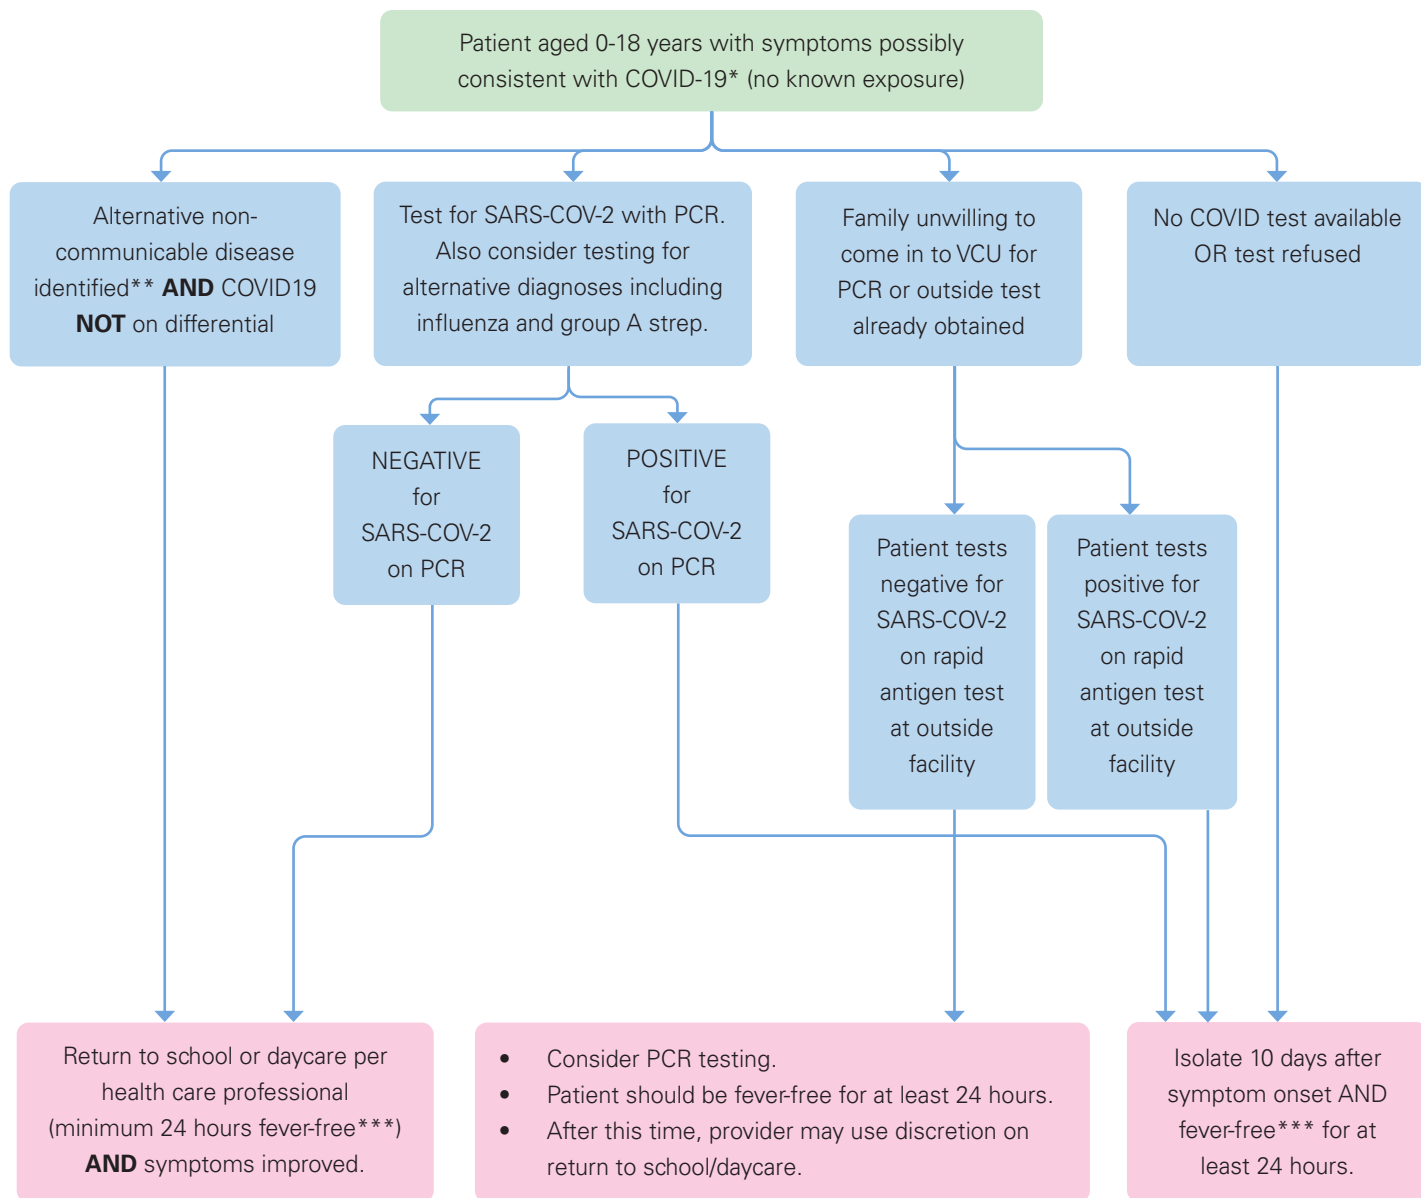 Patient aged 0-18 years with symptoms possibly
consistent with COVID-19* (no known exposure)
Alternative non-
communicable disease
identified** AND COVID19
NOT on differential
Test for SARS-COV-2 with PCR.
Also consider testing for
alternative diagnoses including
influenza and group A strep.
Family unwilling to
come in to VCU for
PCR or outside test
already obtained
No COVID test available
OR test refused
NEGATIVE
for
SARS-COV-2
on PCR
POSITIVE
for
SARS-COV-2
on PCR
Patient tests
negative for
SARS-COV-2
on rapid
antigen test
at outside
facility
Patient tests
positive for
SARS-COV-2
on rapid
antigen test
at outside
facility
Return to school or daycare per
health care professional
(minimum 24 hours fever-free***)
AND symptoms improved.
• Consider PCR testing.
• Patient should be fever-free for at least 24 hours.
• After this time, provider may use discretion on
return to school/daycare.
Isolate 10 days after
symptom onset AND
fever-free*** for at
least 24 hours.